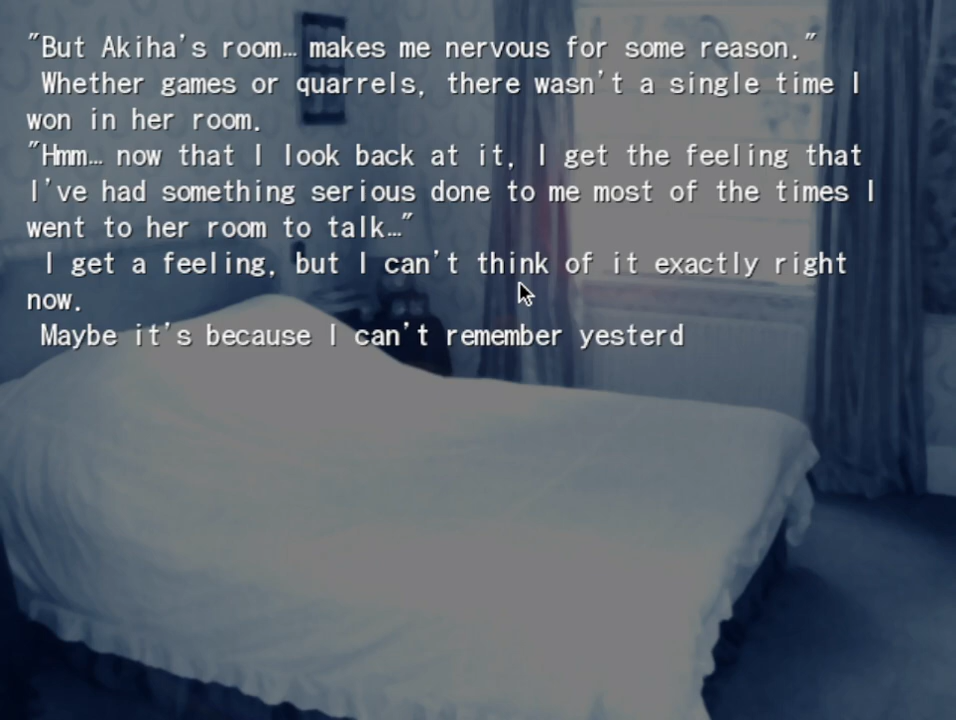 "But Akiha's room… makes me nervous for some reason."
Whether games or quarrels, there wasn't a single time I
won in her room.
"Hmm… now that I look back at it, I get the feeling that
I've had something serious done to me most of the times I
went to her room to talk…"
I get a feeling, but I can't think of it exactly right
now.
Maybe it's because I can't remember yesterd